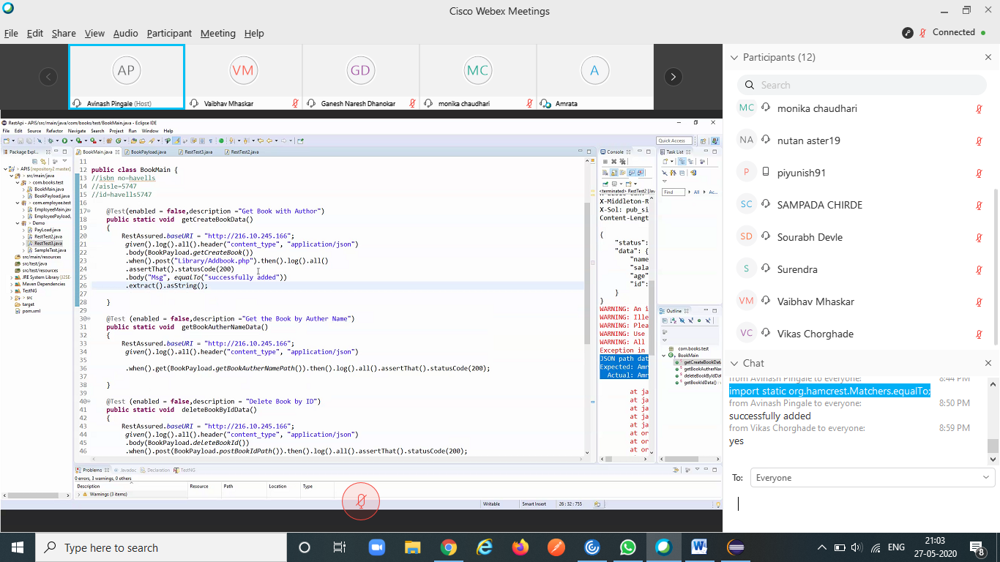 Cisco Webex Meetings
File Edit Share View Audio Participant Meeting Help
Connected
AP
VM
GD
MC
A
Avinash Pingale (Host)
Vaibhav Mhaskar
Ganesh Naresh Dhanokar
monika chaudhari
Amrata
RestApi - APIS/src/main/java/com/books/test/BookMain.java - Eclipse IDE
File Edit Source Refactor Navigate Search Project Run Window Help
Quick Access
Package Expl...
APIS [repository2 master]
src/main/java
com.books.test
BookMain.java
BookPayload.java
com.employee.test
EmployeeMain.jav
EmployeePayload.
Demo
PayLoad.java
RestTest2.java
RestTest3.java
SampleTest.java
src/main/resources
src/test/java
src/test/resources
JRE System Library [J2SE-
Maven Dependencies
TestNG
src
target
pom.xml
BookMain.java BookPayload.java RestTest3.java RestTest2.java
11
12 public class BookMain {
13 //isbn no=havells
14 //aisle=5747
15 //id=havells5747
16
17 @Test(enabled = false,description ="Get Book with Author")
18 public static void getCreateBookData()
19 {
20 RestAssured.baseURI = "http://216.10.245.166";
21 given().log().all().header("content_type", "application/json")
22 .body(BookPayload.getCreateBook())
23 .when().post("Library/Addbook.php").then().log().all()
24 .assertThat().statusCode(200)
25 .body("Msg", equalTo("successfully added"))
26 .extract().asString();
27
28 }
29
30 @Test (enabled = false,description ="Get the Book by Auther Name")
31 public static void getBookAutherNameData()
32 {
33 RestAssured.baseURI = "http://216.10.245.166";
34 given().log().all().header("content_type", "application/json")
35
36 .when().get(BookPayload.getBookAutherNamePath()).then().log().all().assertThat().statusCode(200);
37
38 }
39
40 @Test (enabled = false,description = "Delete Book by ID")
41 public static void deleteBookByIdData()
42 {
43 RestAssured.baseURI = "http://216.10.245.166";
44 given().log().all().header("content_type", "application/json")
45 .body(BookPayload.deleteBookId())
46 .when().post(BookPayload.postBookIdPath()).then().log().all().assertThat().statusCode(200);
Console
<terminated> RestTest2 [Jav
X-Middleton-R
X-Sol: pub_si
Content-Lengt
{
"status":
"data": {
"name
"sala
"age"
"id":
}
}
WARNING: An i
WARNING: Ille
WARNING: Plea
WARNING: Use
WARNING: All
Exception in
JSON path dat
Expected: Amr
Actual: Amr
at ja
at ja
at ja
at ja
at ja
at or
at or
at or
Task List
Find All Ac...
Outline
com.books.test
BookMain
getCreateBookData
getBookAutherNam
deleteBookByIdData
getBookIdData() :
Problems Javadoc Declaration TestNG
0 errors, 3 warnings, 0 others
Description Resource Path Location Type
Warnings (3 items)
Writable Smart Insert 26 : 32 : 755
Participants (12)
Search
MC monika chaudhari
NA nutan aster19
P piyunish91
SC SAMPADA CHIRDE
SD Sourabh Devle
S Surendra
VM Vaibhav Mhaskar
VC Vikas Chorghade
Chat
from Avinash Pingale to everyone: 8:44 PM
import static org.hamcrest.Matchers.equalTo;
from Avinash Pingale to everyone: 8:50 PM
successfully added
from Vikas Chorghade to everyone: 8:59 PM
yes
To: Everyone
Type here to search
ENG
21:03
27-05-2020
8